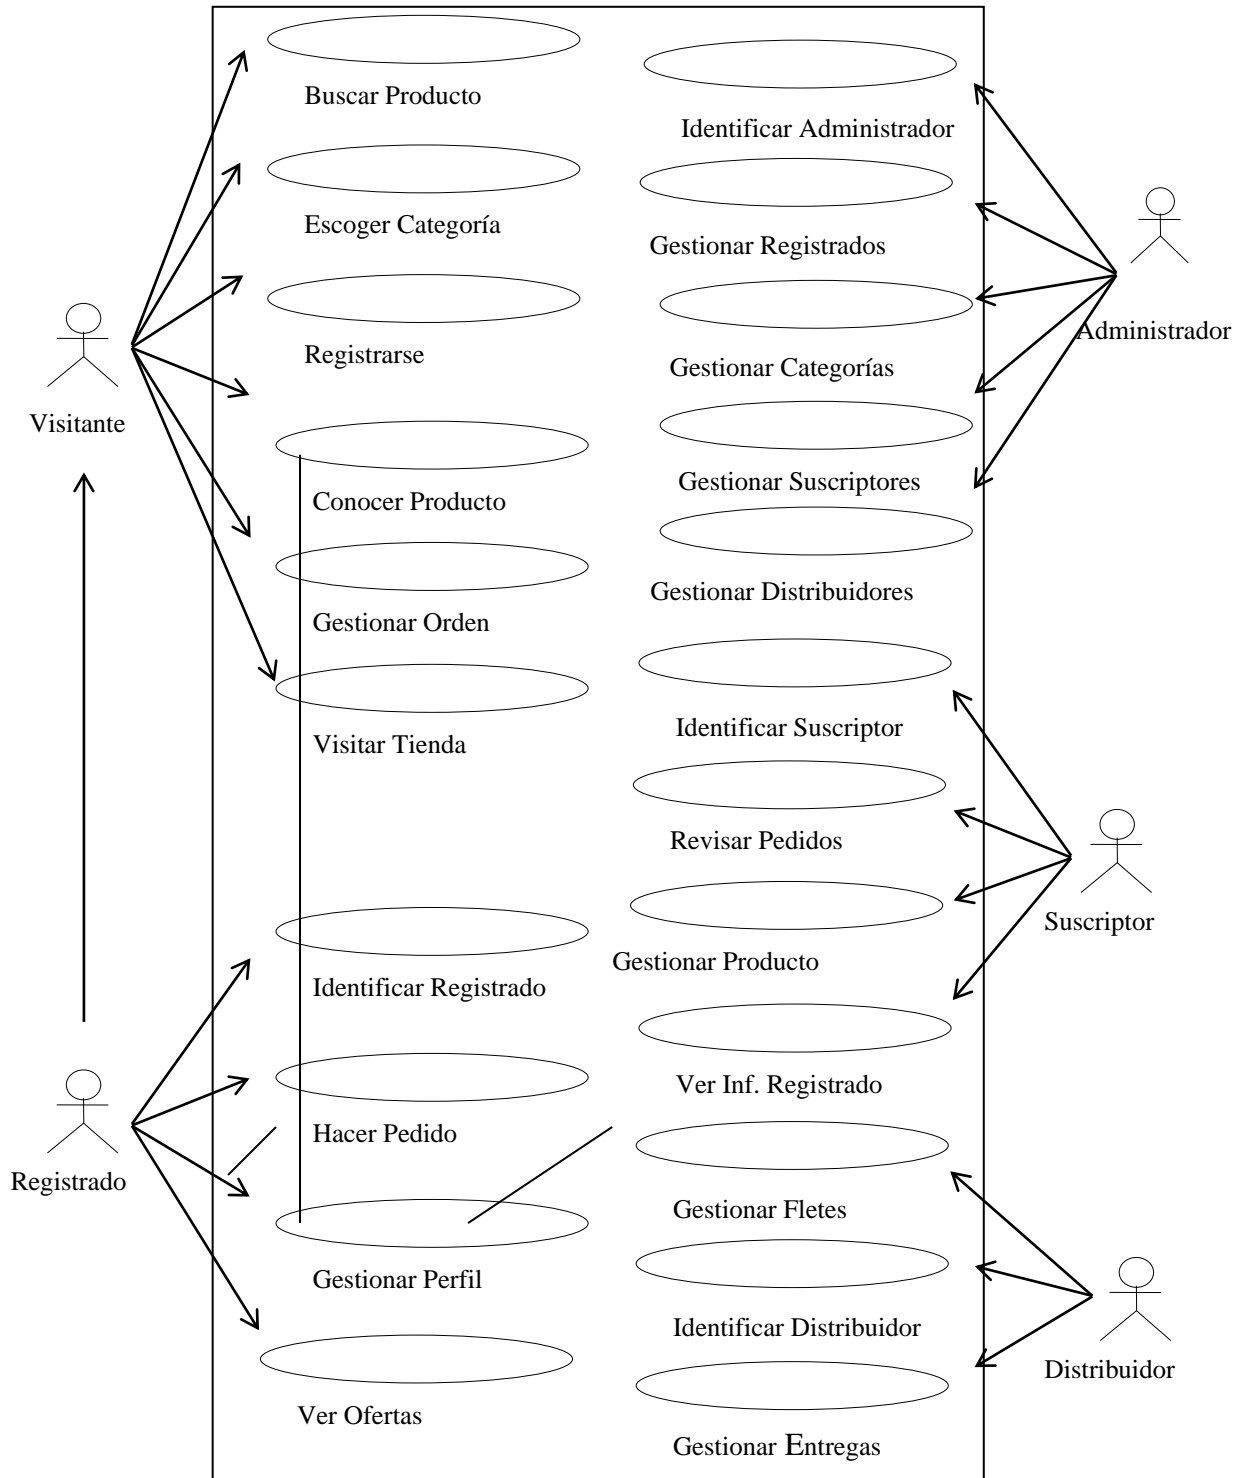 Buscar Producto
Identificar Administrador
Escoger Categoría
Gestionar Registrados
Administrador
Registrarse
Gestionar Categorías
Visitante
Gestionar Suscriptores
Conocer Producto
Gestionar Distribuidores
Gestionar Orden
Identificar Suscriptor
Visitar Tienda
Revisar Pedidos
Suscriptor
Gestionar Producto
Identificar Registrado
Ver Inf. Registrado
Hacer Pedido
Registrado
Gestionar Fletes
Gestionar Perfil
Identificar Distribuidor
Distribuidor
Ver Ofertas
Gestionar Entregas